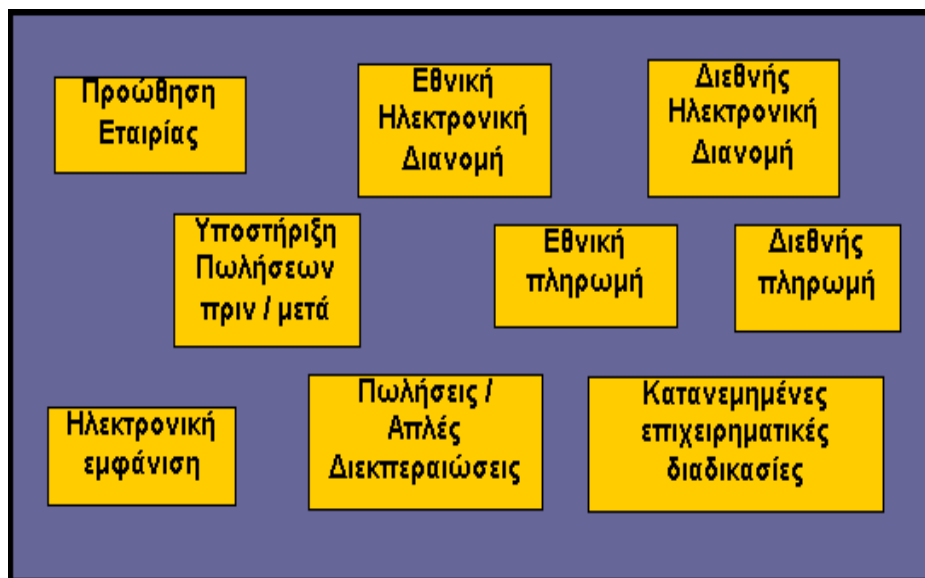 Προώθηση
Εταιρίας
Εθνική
Ηλεκτρονική
Διανομή
Διεθνής
Ηλεκτρονική
Διανομή
Υποστήριξη
Πωλήσεων
πριν / μετά
Εθνική
πληρωμή
Διεθνής
πληρωμή
Ηλεκτρονική
εμφάνιση
Πωλήσεις /
Απλές
Διεκπεραιώσεις
Κατανεμημένες
επιχειρηματικές
διαδικασίες